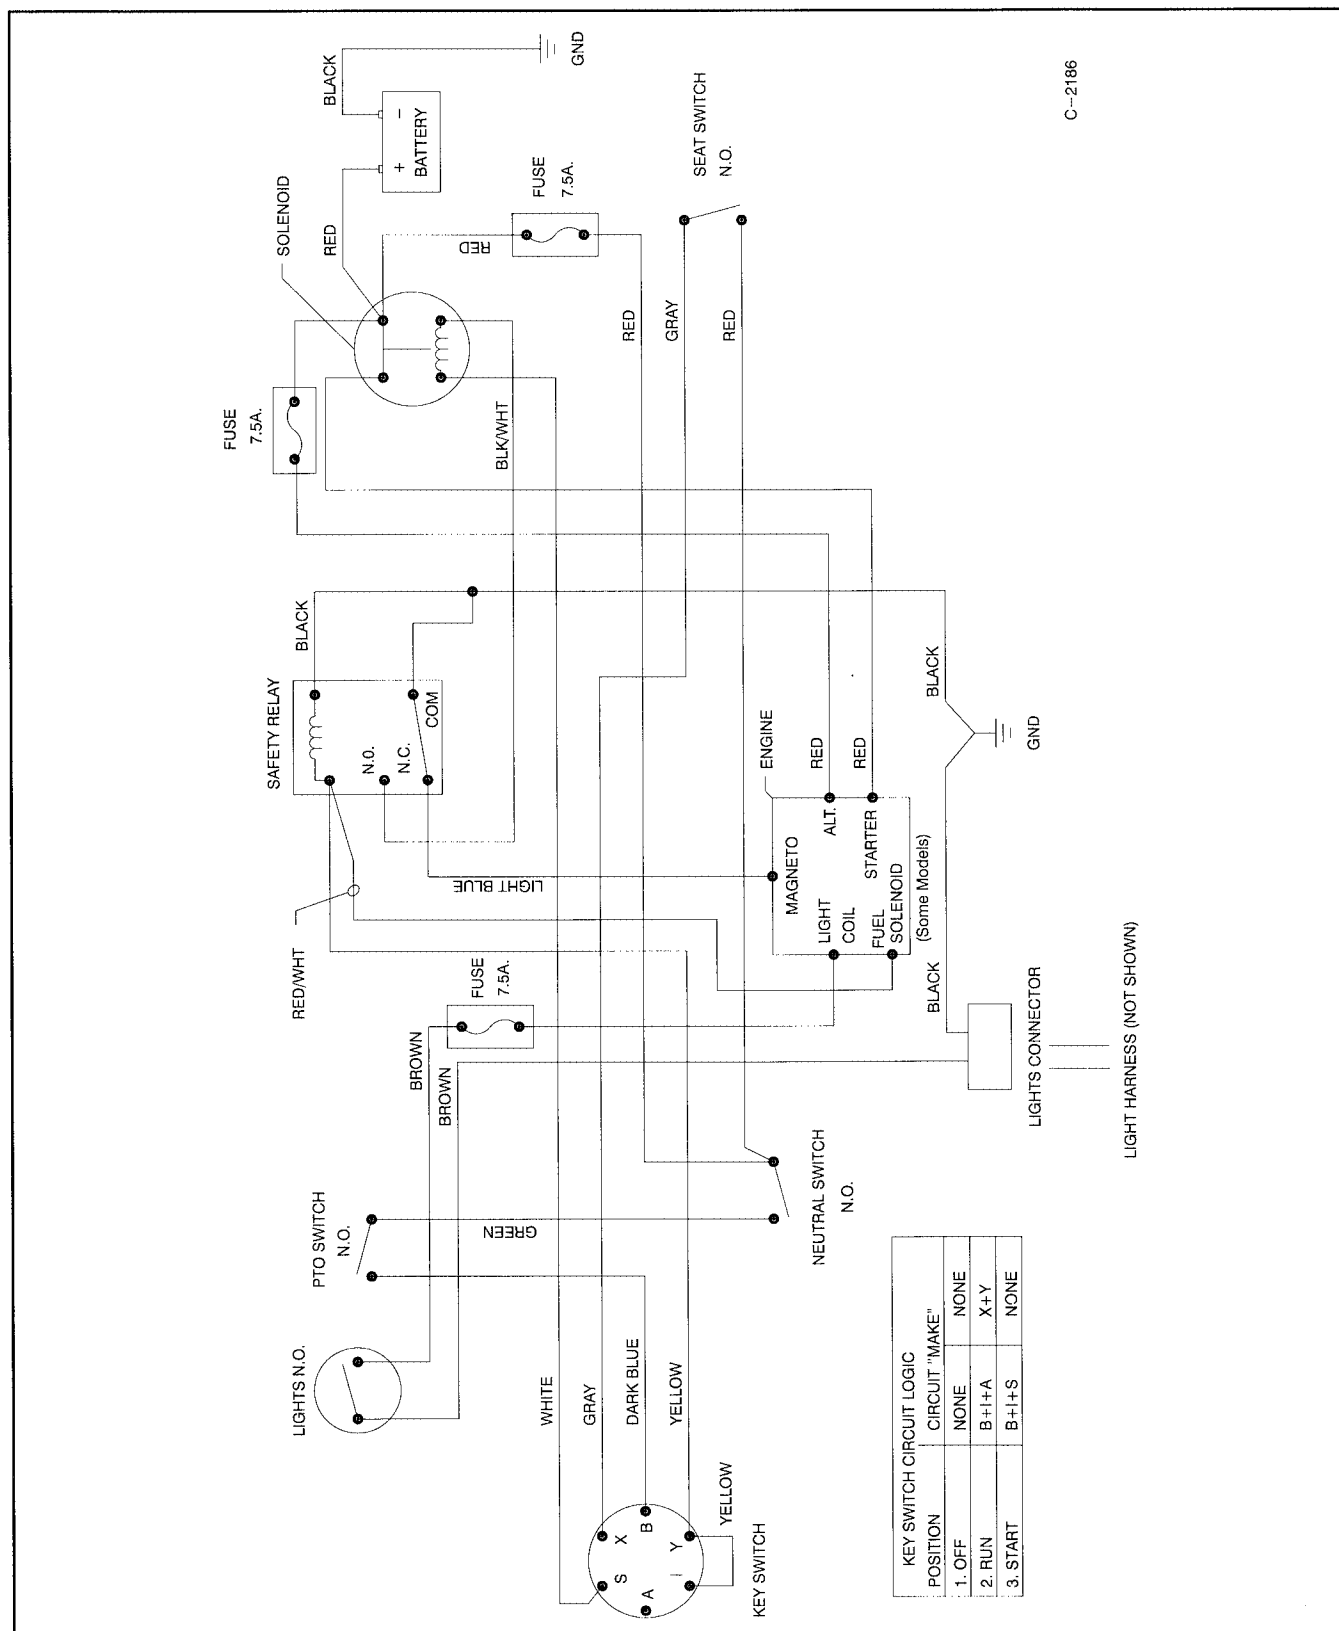 BLACK
GND
BATTERY
+
-
SOLENOID
RED
FUSE
7.5A.
RED
SEAT SWITCH
N.O.
C--2186
FUSE
7.5A.
BLK/WHT
RED
GRAY
RED
SAFETY RELAY
BLACK
N.O.
N.C.
COM
RED/WHT
LIGHT BLUE
ENGINE
MAGNETO
ALT.
STARTER
LIGHT
COIL
FUEL
SOLENOID
(Some Models)
RED
RED
BLACK
GND
BLACK
FUSE
7.5A.
BROWN
BROWN
LIGHTS CONNECTOR
LIGHT HARNESS (NOT SHOWN)
PTO SWITCH
N.O.
GREEN
NEUTRAL SWITCH
N.O.
LIGHTS N.O.
WHITE
GRAY
DARK BLUE
YELLOW
S
X
A
B
I
Y
YELLOW
KEY SWITCH
KEY SWITCH CIRCUIT LOGIC
POSITION CIRCUIT "MAKE"
1. OFF NONE NONE
2. RUN B+I+A X+Y
3. START B+I+S NONE